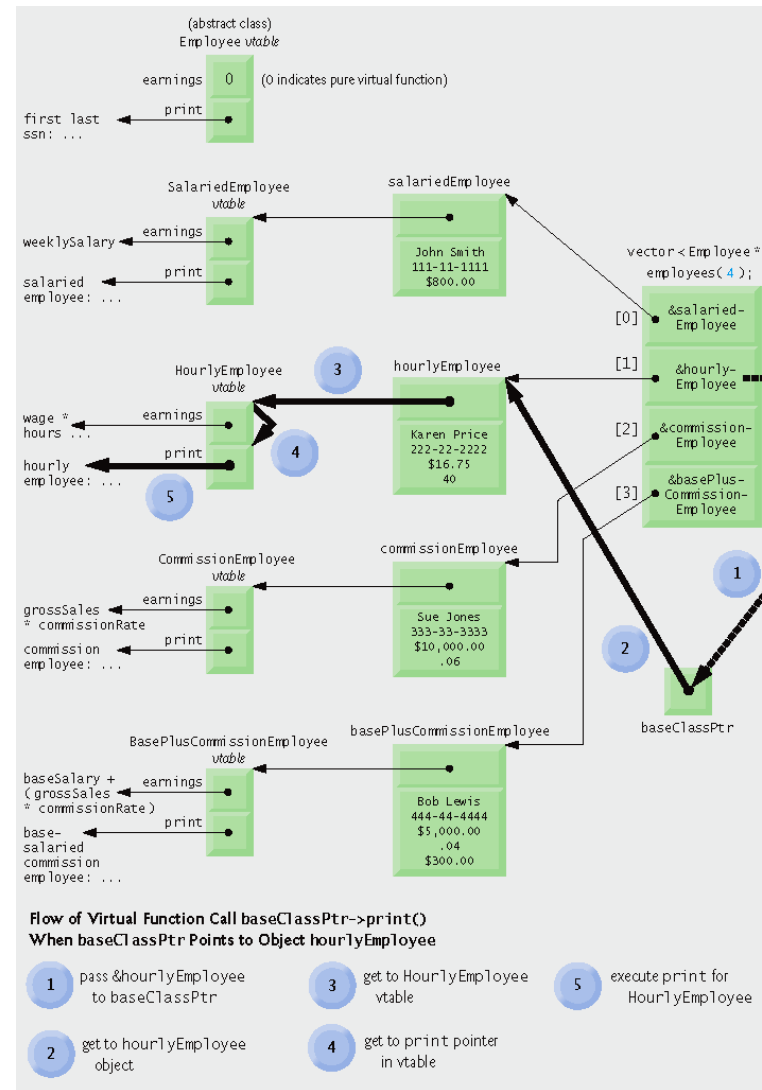 (abstract class)
Employee vtable
earnings
0
(0 indicates pure virtual function)
print
first last
ssn: ...
SalariedEmployee
vtable
earnings
weeklySalary
print
salaried
employee: ...
salariedEmployee
John Smith
111-11-1111
$800.00
vector < Employee *
employees( 4 );
[0]
&salaried-
Employee
[1]
&hourly-
Employee
[2]
&commission-
Employee
[3]
&basePlus-
Commission-
Employee
HourlyEmployee
vtable
3
hourlyEmployee
earnings
wage *
hours ...
print
4
hourly
employee: ...
5
Karen Price
222-22-2222
$16.75
40
CommissionEmployee
vtable
commissionEmployee
earnings
grossSales
* commissionRate
print
commission
employee: ...
Sue Jones
333-33-3333
$10,000.00
.06
1
2
baseClassPtr
BasePlusCommissionEmployee
vtable
basePlusCommissionEmployee
baseSalary +
(grossSales
* commissionRate)
earnings
print
base-
salaried
commission
employee: ...
Bob Lewis
444-44-4444
$5,000.00
.04
$300.00
Flow of Virtual Function Call baseClassPtr->print()
When baseClassPtr Points to Object hourlyEmployee
1
pass &hourlyEmployee
to baseClassPtr
2
get to hourlyEmployee
object
3
get to HourlyEmployee
vtable
4
get to print pointer
in vtable
5
execute print for
HourlyEmployee